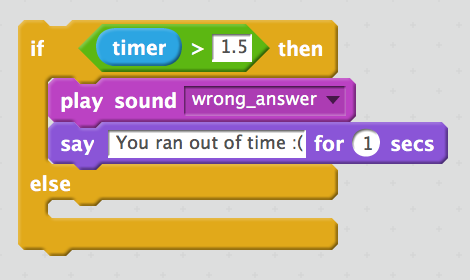 if timer > 1.5 then
play sound wrong_answer
say You ran out of time :( for 1 secs
else